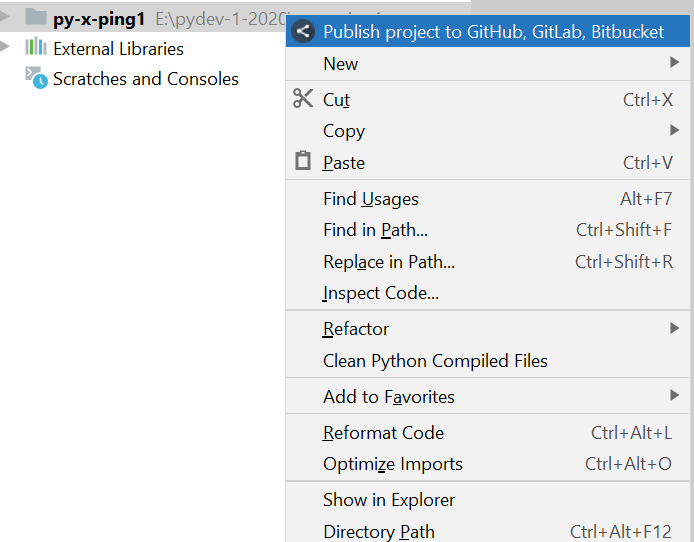 py-x-ping1 E:\pydev-1-2020\
External Libraries
Scratches and Consoles
Publish project to GitHub, GitLab, Bitbucket
New
Cut Ctrl+X
Copy
Paste Ctrl+V
Find Usages Alt+F7
Find in Path... Ctrl+Shift+F
Replace in Path... Ctrl+Shift+R
Inspect Code...
Refactor
Clean Python Compiled Files
Add to Favorites
Reformat Code Ctrl+Alt+L
Optimize Imports Ctrl+Alt+O
Show in Explorer
Directory Path Ctrl+Alt+F12